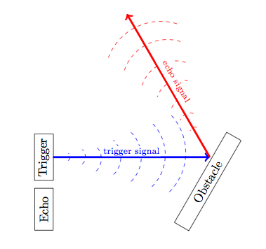 echo signal
Trigger
trigger signal
Echo
Obstacle